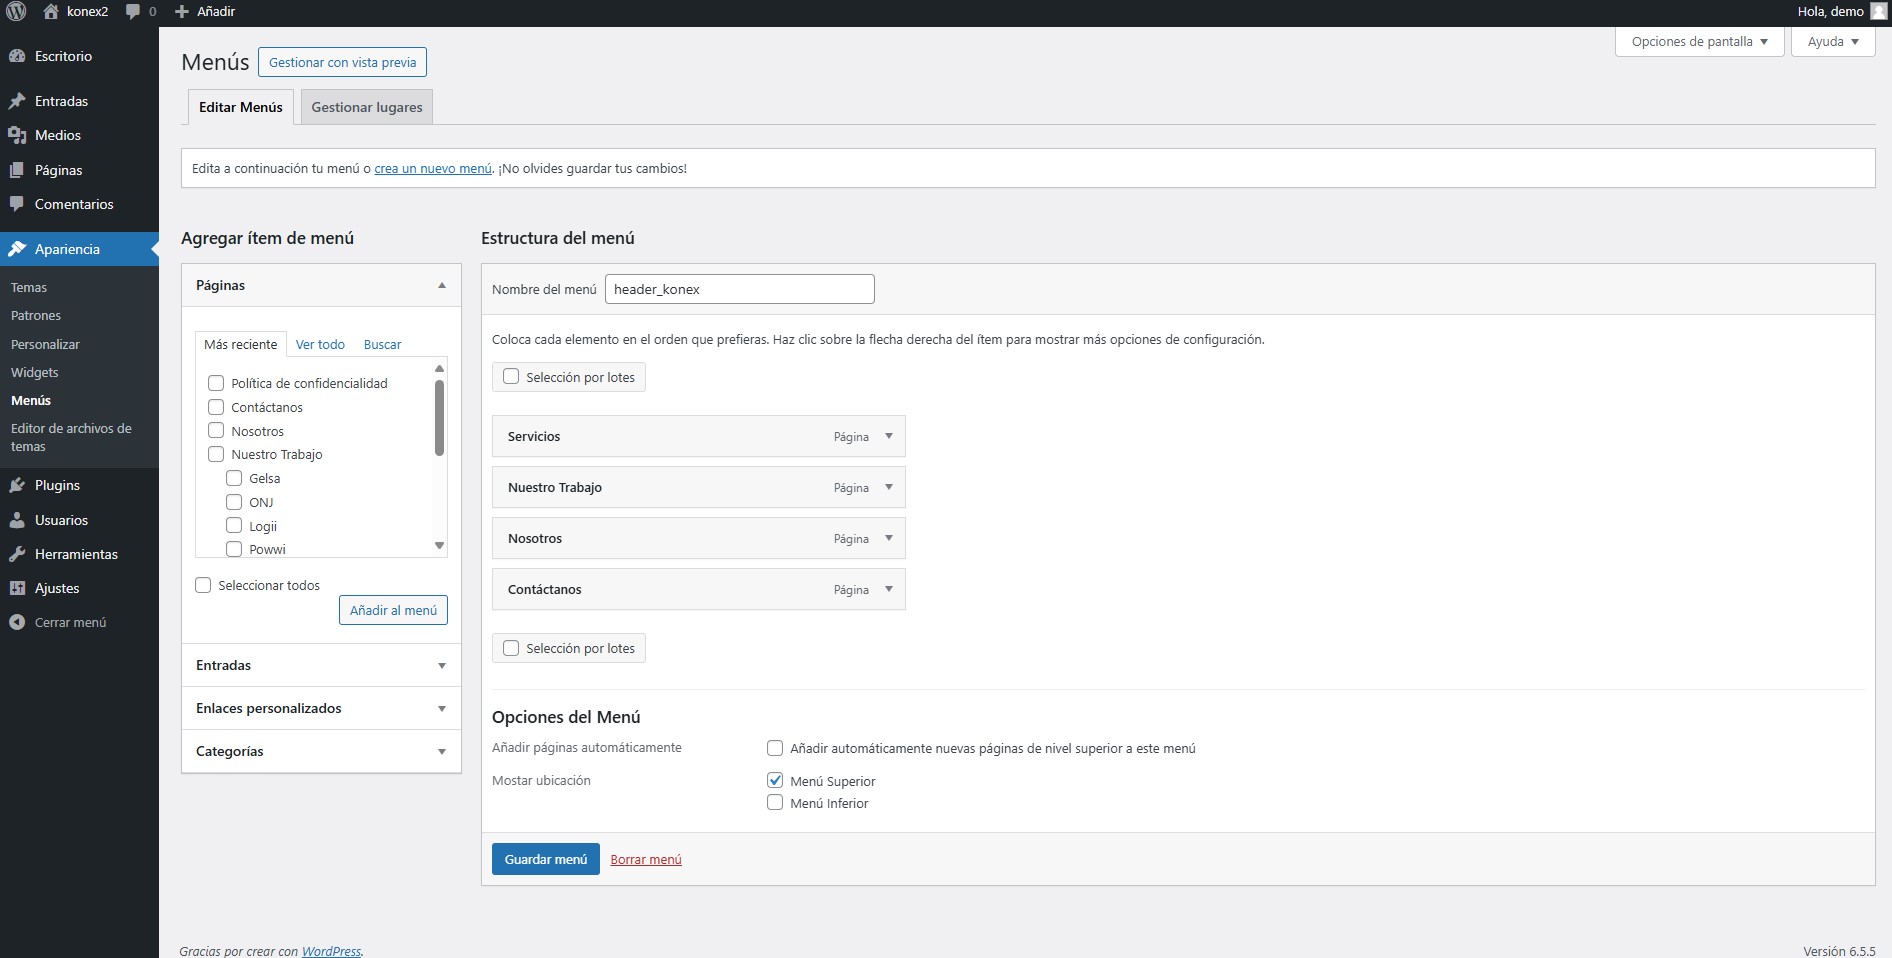 konex2 0 Añadir Hola, demo
Escritorio
Entradas
Medios
Páginas
Comentarios
Apariencia
Temas
Patrones
Personalizar
Widgets
Menús
Editor de archivos de
temas
Plugins
Usuarios
Herramientas
Ajustes
Cerrar menú
Opciones de pantalla
Ayuda
Menús Gestionar con vista previa
Editar Menús Gestionar lugares
Edita a continuación tu menú o crea un nuevo menú. ¡No olvides guardar tus cambios!
Agregar ítem de menú
Páginas
Más reciente Ver todo Buscar
Política de confidencialidad
Contáctanos
Nosotros
Nuestro Trabajo
Gelsa
ONJ
Logii
Powwi
Seleccionar todos
Añadir al menú
Entradas
Enlaces personalizados
Categorías
Estructura del menú
Nombre del menú header_konex
Coloca cada elemento en el orden que prefieras. Haz clic sobre la flecha derecha del ítem para mostrar más opciones de configuración.
Selección por lotes
Servicios Página
Nuestro Trabajo Página
Nosotros Página
Contáctanos Página
Selección por lotes
Opciones del Menú
Añadir páginas automáticamente Añadir automáticamente nuevas páginas de nivel superior a este menú
Mostar ubicación Menú Superior
Menú Inferior
Guardar menú Borrar menú
Gracias por crear con WordPress. Versión 6.5.5